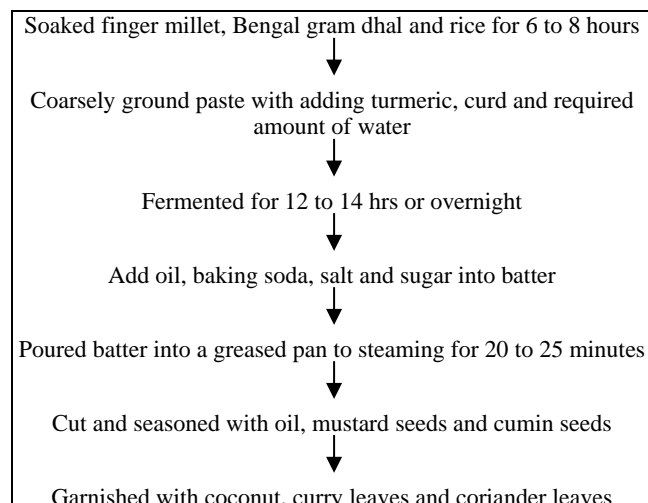 Soaked finger millet, Bengal gram dhal and rice for 6 to 8 hours
Coarsely ground paste with adding turmeric, curd and required
amount of water
Fermented for 12 to 14 hrs or overnight
Add oil, baking soda, salt and sugar into batter
Poured batter into a greased pan to steaming for 20 to 25 minutes
Cut and seasoned with oil, mustard seeds and cumin seeds
Garnished with coconut, curry leaves and coriander leaves